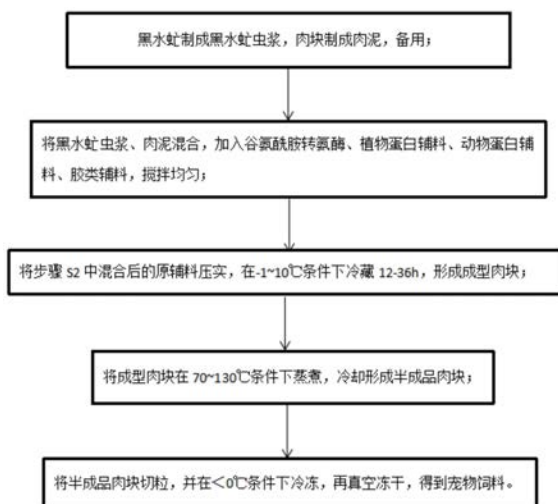 黑水虻制成黑水虻虫浆，肉块制成肉泥，备用；
将黑水虻虫浆、肉泥混合，加入谷氨酰胺转氨酶、植物蛋白辅料、动物蛋白辅
料、胶类辅料，搅拌均匀；
将步骤 S2 中混合后的原辅料压实，在-1~10℃条件下冷藏 12-36h，形成成型肉块；
将成型肉块在 70~130℃条件下蒸煮，冷却形成半成品肉块；
将半成品肉块切粒，并在＜0℃条件下冷冻，再真空冻干，得到宠物饲料。